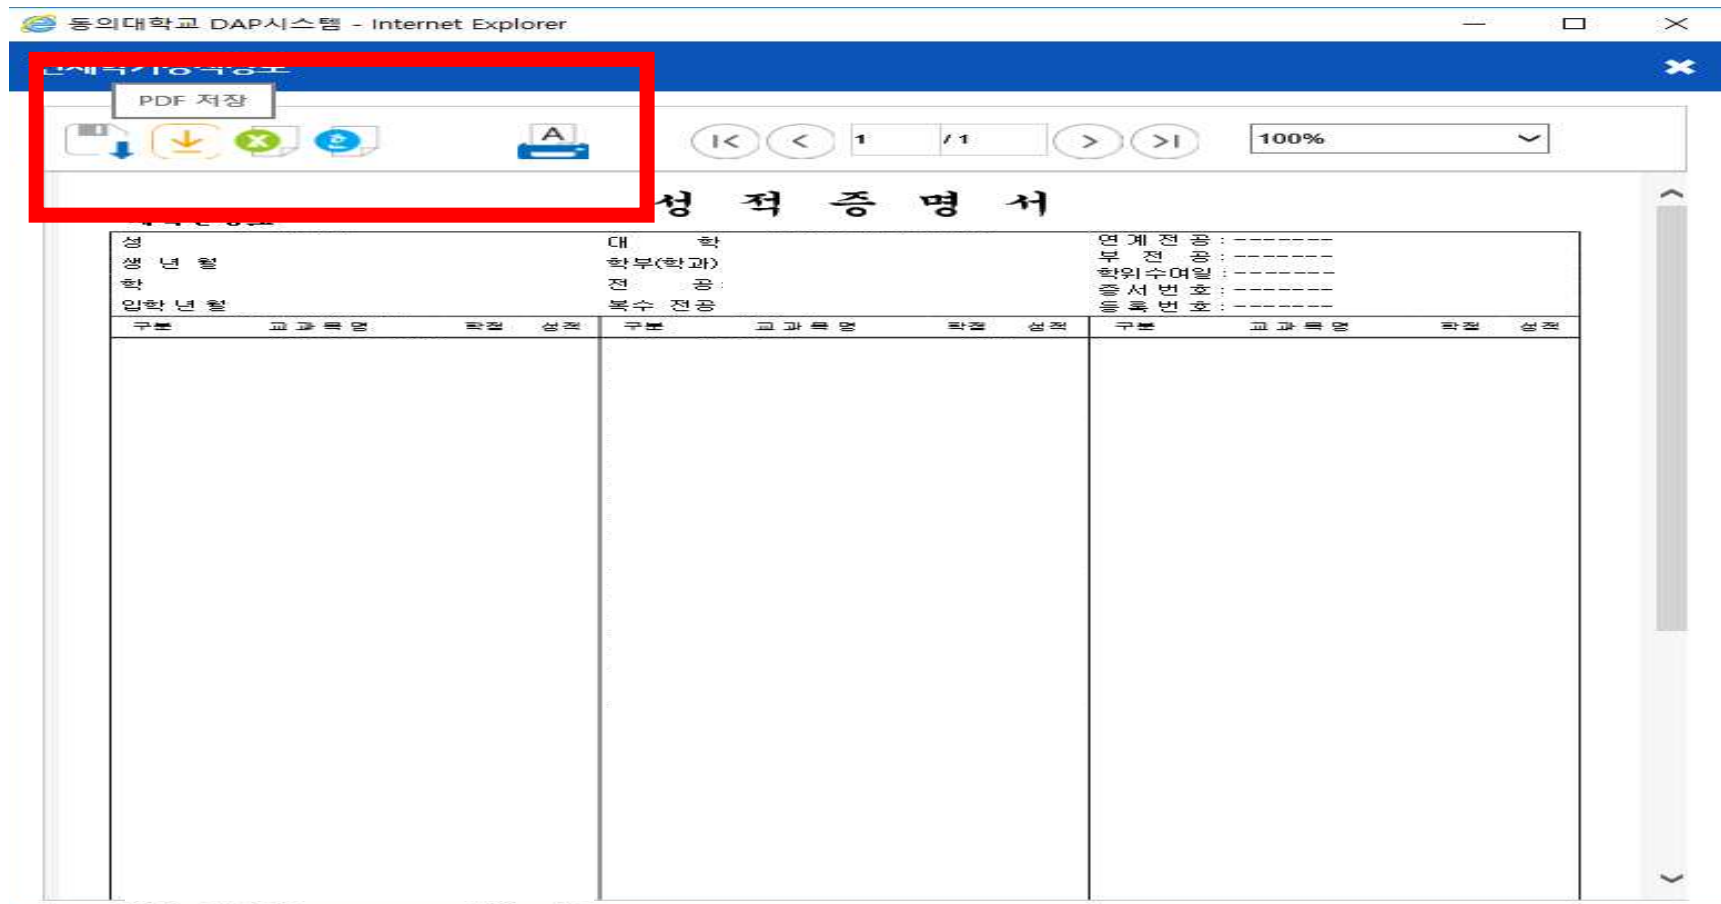 동의대학교 DAP시스템 - Internet Explorer
PDF 저장
A
1 / 1 100%
성 적 증 명 서
성 대 학 연 계 전 공 : -------
생 년 월 학부(학과) 부 전 공 : -------
학 전 공 : 학위수여일 : -------
입학 년 월 복수 전공 증 서 번 호 : -------
등 록 번 호 : -------
구분 교 과 목 명 학점 성적 구분 교 과 목 명 학점 성적 구분 교 과 목 명 학점 성적